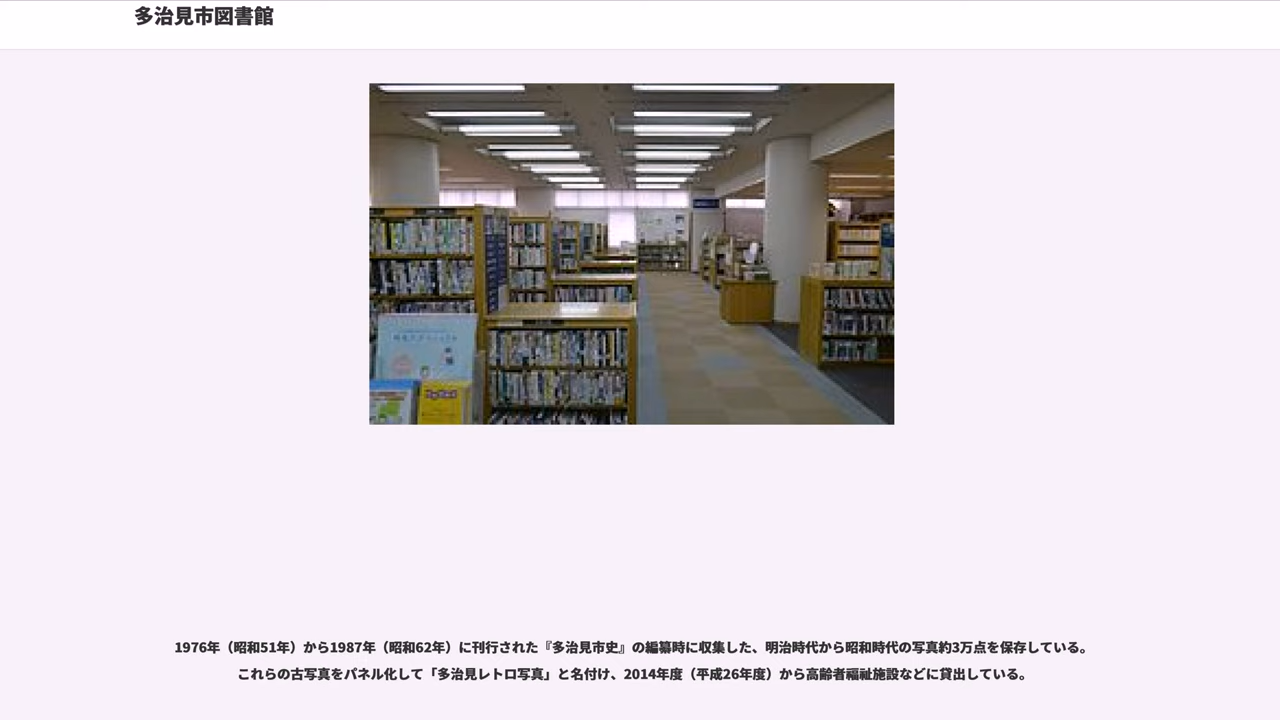 多治見市図書館
1976年（昭和51年）から1987年（昭和62年）に刊行された『多治見市史』の編纂時に収集した、明治時代から昭和時代の写真約3万点を保存している。
これらの古写真をパネル化して「多治見レトロ写真」と名付け、2014年度（平成26年度）から高齢者福祉施設などに貸出している。